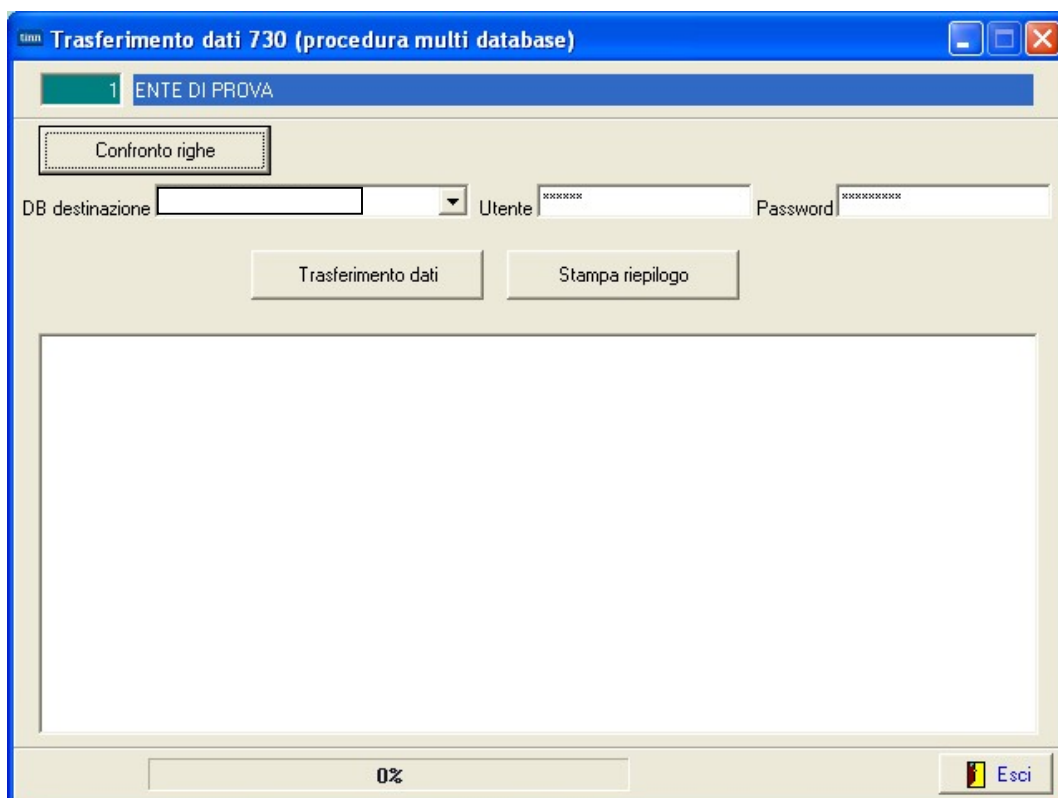 tinn Trasferimento dati 730 (procedura multi database)
1 ENTE DI PROVA
Confronto righe
DB destinazione Utente ****** Password *********
Trasferimento dati Stampa riepilogo
0% Esci